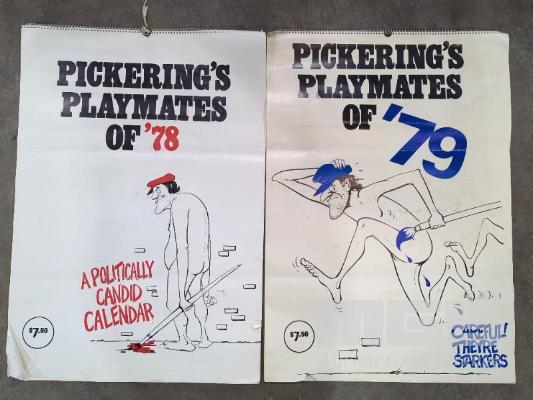 PICKERING'S
PLAYMATES
OF '78
A POLITICALLY
CANDID
CALENDAR
$7.50
PICKERING'S
PLAYMATES
OF '79
$7.50
CAREFUL!
THEY'RE
STARKERS